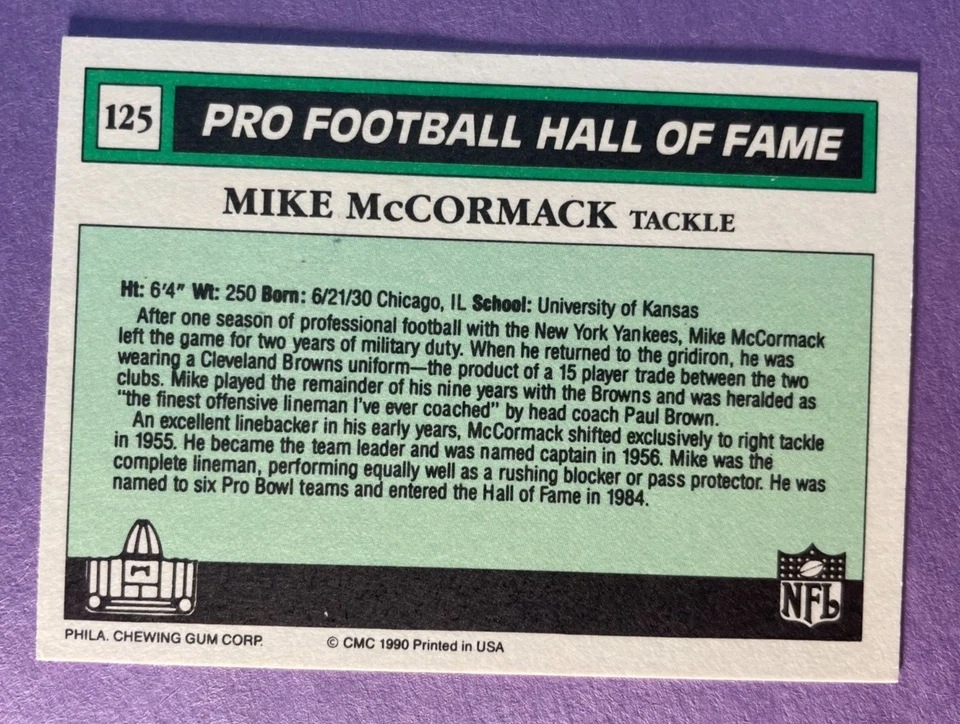 125 PRO FOOTBALL HALL OF FAME
MIKE McCORMACK TACKLE
Ht: 6'4" Wt: 250 Born: 6/21/30 Chicago, IL School: University of Kansas
After one season of professional football with the New York Yankees, Mike McCormack
left the game for two years of military duty. When he returned to the gridiron, he was
wearing a Cleveland Browns uniform—the product of a 15 player trade between the two
clubs. Mike played the remainder of his nine years with the Browns and was heralded as
"the finest offensive lineman I've ever coached" by head coach Paul Brown.
An excellent linebacker in his early years, McCormack shifted exclusively to right tackle
in 1955. He became the team leader and was named captain in 1956. Mike was the
complete lineman, performing equally well as a rushing blocker or pass protector. He was
named to six Pro Bowl teams and entered the Hall of Fame in 1984.
NFL
PHILA. CHEWING GUM CORP. © CMC 1990 Printed in USA